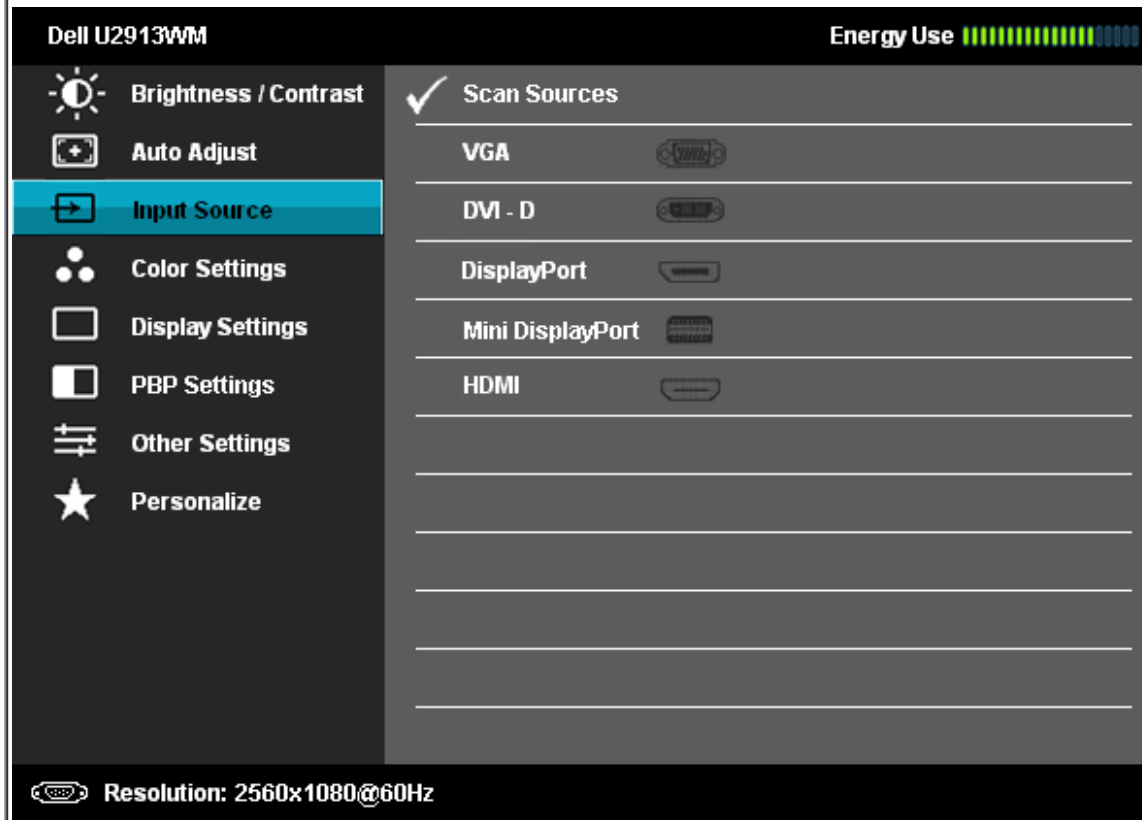 Dell U2913WM Energy Use
Brightness / Contrast Scan Sources
Auto Adjust VGA
Input Source DVI - D
Color Settings DisplayPort
Display Settings Mini DisplayPort
PBP Settings HDMI
Other Settings
Personalize
Resolution: 2560x1080@60Hz